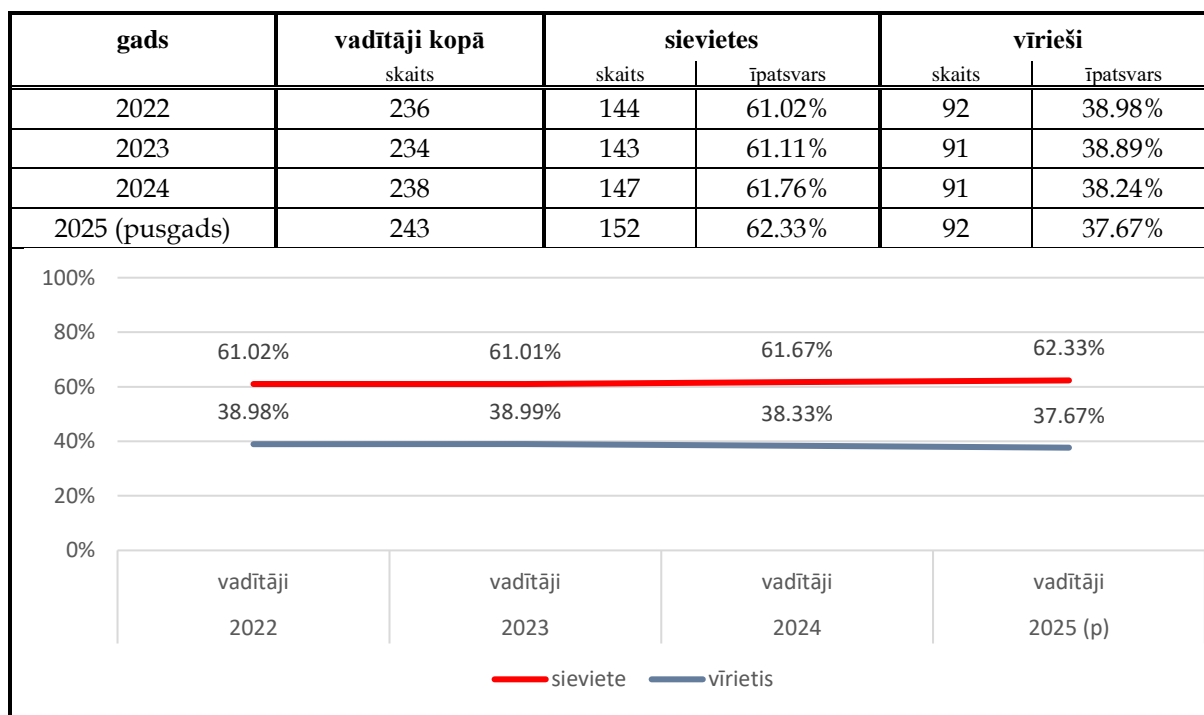 gads vadītāji kopā sievietes vīrieši
skaits skaits īpatsvars skaits īpatsvars
2022 236 144 61.02% 92 38.98%
2023 234 143 61.11% 91 38.89%
2024 238 147 61.76% 91 38.24%
2025 (pusgads) 243 152 62.33% 92 37.67%
100%
80%
61.02% 61.01% 61.67% 62.33%
60%
38.98% 38.99% 38.33% 37.67%
40%
20%
0%
vadītāji vadītāji vadītāji vadītāji
2022 2023 2024 2025 (p)
sieviete vīrietis